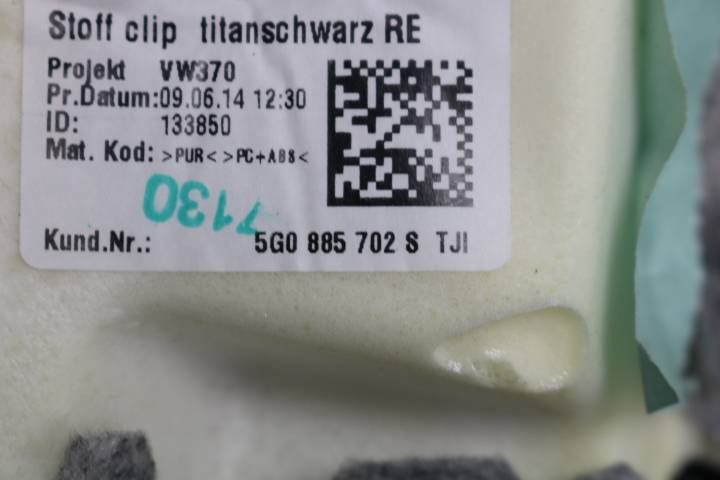 Stoff clip titanschwarz RE
Projekt VW370
Pr.Datum:09.06.14 12:30
ID: 133850
Mat. Kod: >PUR< >PC+ABS<
7130
Kund.Nr.: 5G0 885 702 S TJI